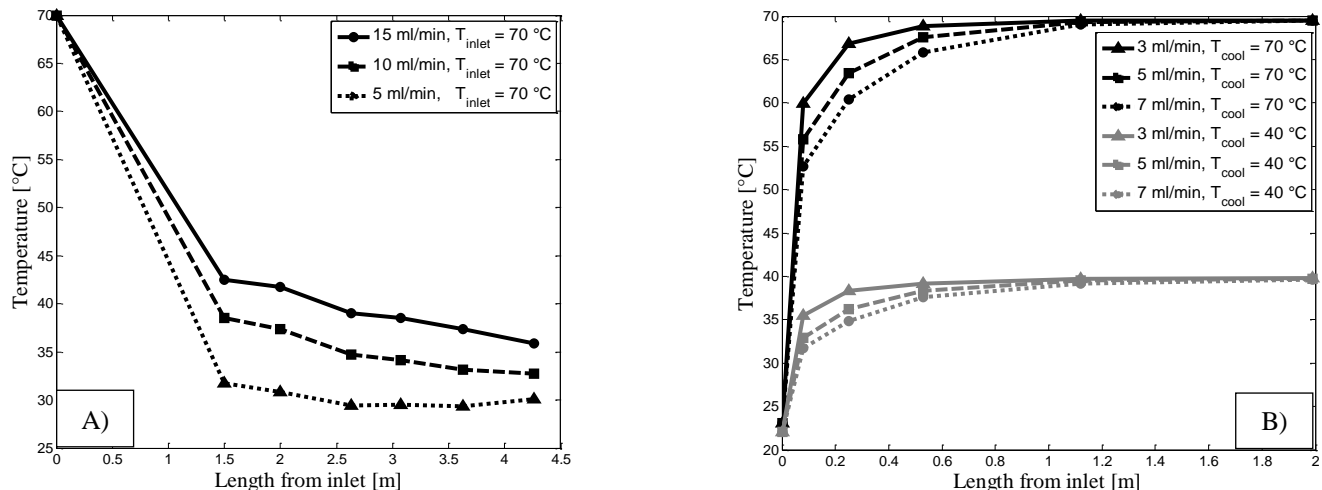 70
65
60
55
50
45
40
35
30
25
Temperature [°C]
15 ml/min, T_inlet = 70 °C
10 ml/min, T_inlet = 70 °C
5 ml/min, T_inlet = 70 °C
A)
0 0.5 1 1.5 2 2.5 3 3.5 4 4.5
Length from inlet [m]
70
65
60
55
50
45
40
35
30
25
20
Temperature [°C]
3 ml/min, T_cool = 70 °C
5 ml/min, T_cool = 70 °C
7 ml/min, T_cool = 70 °C
3 ml/min, T_cool = 40 °C
5 ml/min, T_cool = 40 °C
7 ml/min, T_cool = 40 °C
B)
0 0.2 0.4 0.6 0.8 1 1.2 1.4 1.6 1.8 2
Length from inlet [m]